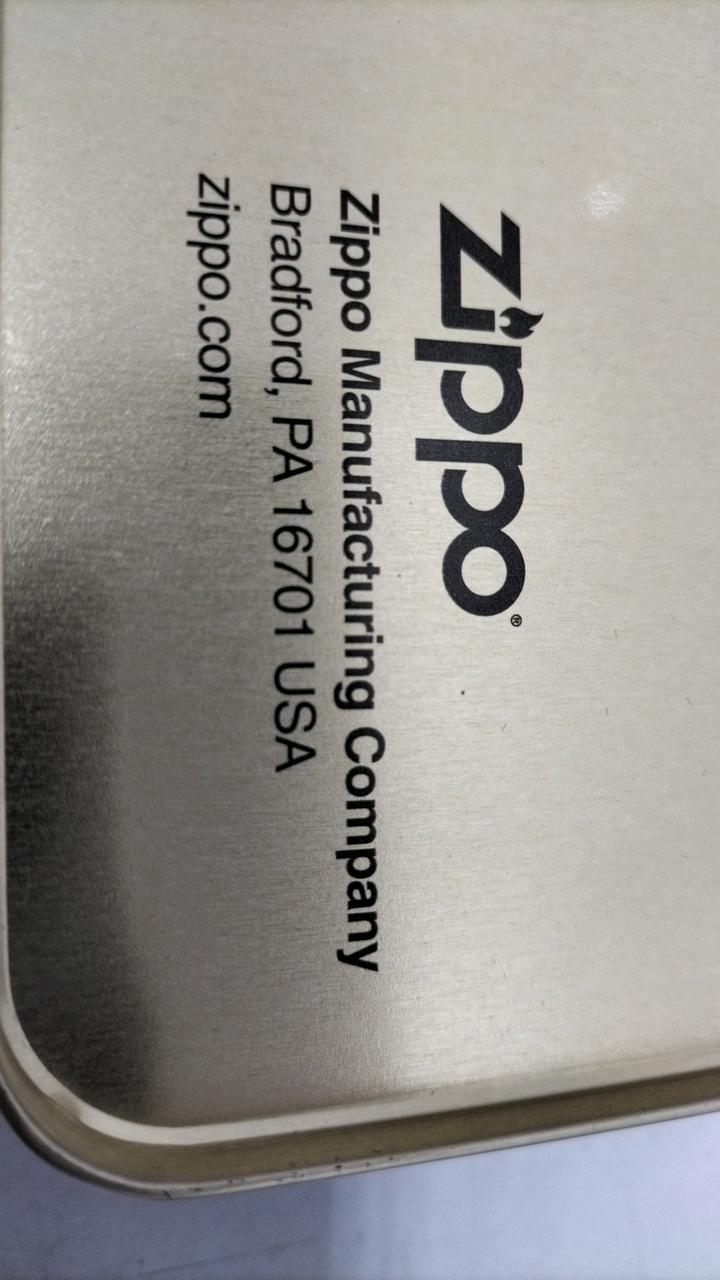 Zippo®
Zippo Manufacturing Company
Bradford, PA 16701 USA
zippo.com